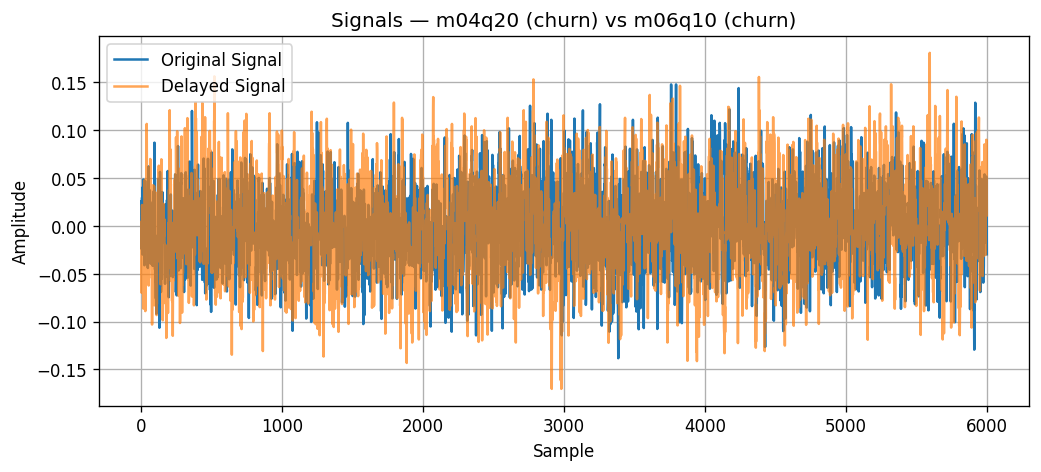 Signals — m04q20 (churn) vs m06q10 (churn)
Original Signal
Delayed Signal
Amplitude
0.15
0.10
0.05
0.00
−0.05
−0.10
−0.15
0 1000 2000 3000 4000 5000 6000
Sample